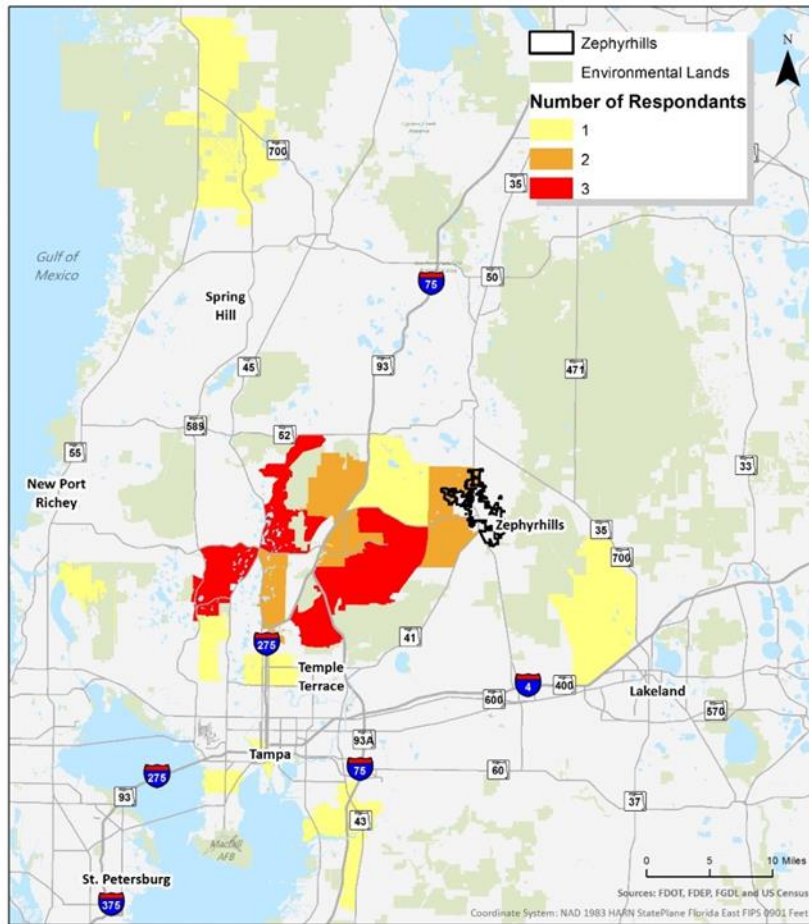 Zephyrhills
Environmental Lands
Number of Respondants
1
2
3
N
700
35
50
75
Gulf of
Mexico
Spring
Hill
45
93
471
589
52
55
33
New Port
Richey
Zephyrhills
35
700
41
275
Temple
Terrace
4
400
Lakeland
600
570
93A
Tampa
75
60
275
93
37
43
MacDill
AFB
0 5 10 Miles
St. Petersburg
375
Sources: FDOT, FDEP, FGDL and US Census
Coordinate System: NAD 1983 HARN StatePlane Florida East FIPS 0901 Feet